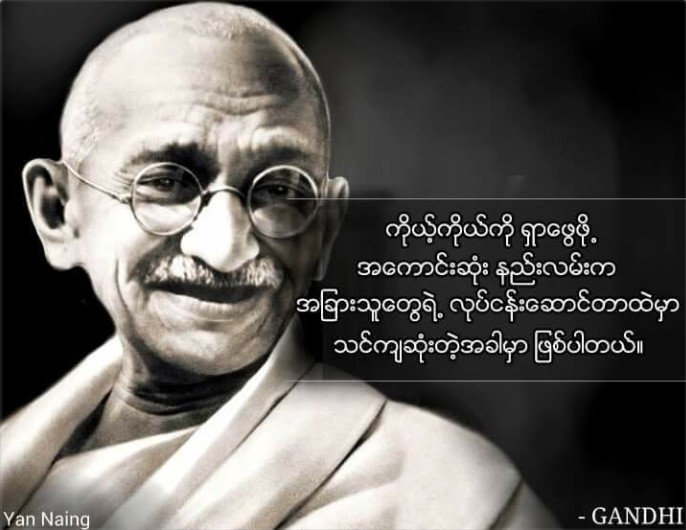 ကိုယ့်ကိုယ်ကို ရှာဖွေဖို့
အကောင်းဆုံး နည်းလမ်းက
အခြားသူတွေရဲ့ လုပ်ငန်းဆောင်တာထဲမှာ
သင်ကျဆုံးတဲ့အခါမှာ ဖြစ်ပါတယ်။
Yan Naing
- GANDHI